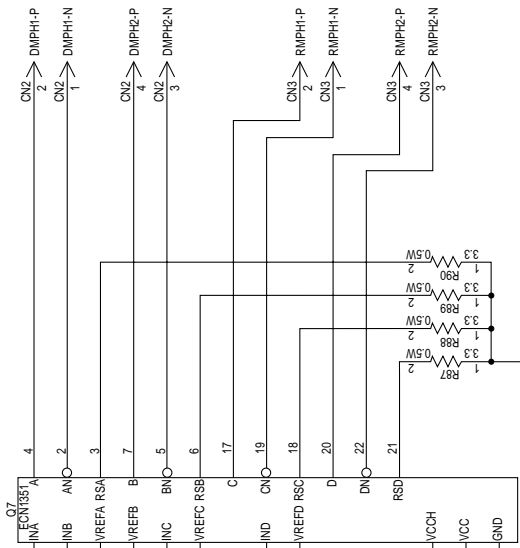 DMPH1-P
DMPH1-N
DMPH2-P
DMPH2-N
RMPH1-P
RMPH1-N
RMPH2-P
RMPH2-N
CN2
2
CN2
1
CN2
4
CN2
3
CN3
2
CN3
1
CN3
4
CN3
3
0.5W
2
R90
3.3
1
0.5W
2
R89
3.3
1
0.5W
2
R88
3.3
1
0.5W
2
R87
3.3
1
4
2
3
7
5
6
17
19
18
20
22
21
Q7
ECN1351
A
AN
RSA
B
BN
RSB
C
CN
RSC
D
DN
RSD
INA
INB
VREFA
VREFB
INC
VREFC
IND
VREFD
VCCH
VCC
GND